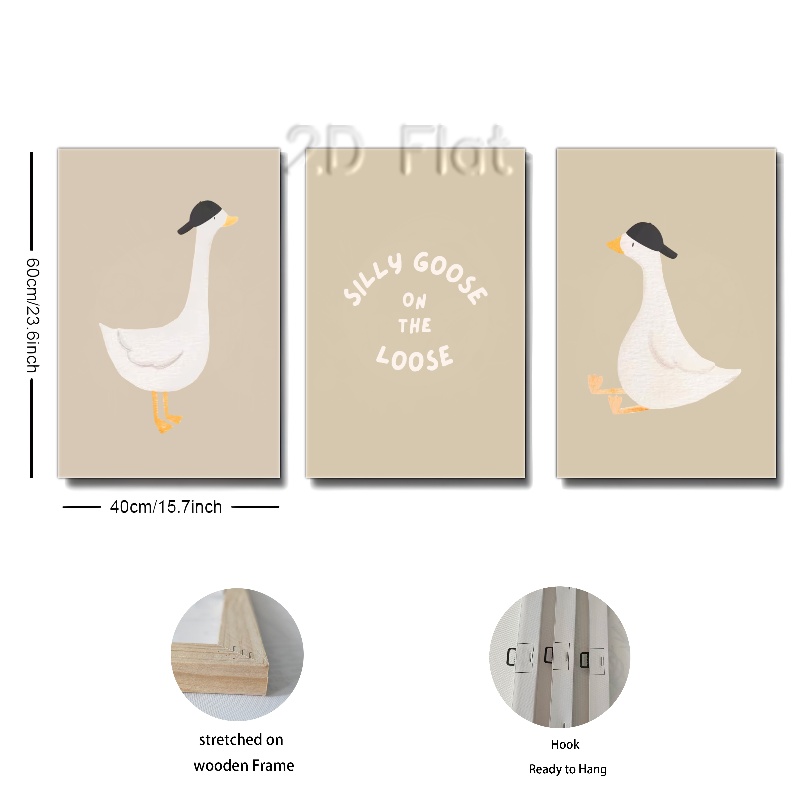 2D Flat
SILLY GOOSE
ON
THE
LOOSE
60cm/23.6inch
40cm/15.7inch
stretched on
wooden Frame
Hook
Ready to Hang